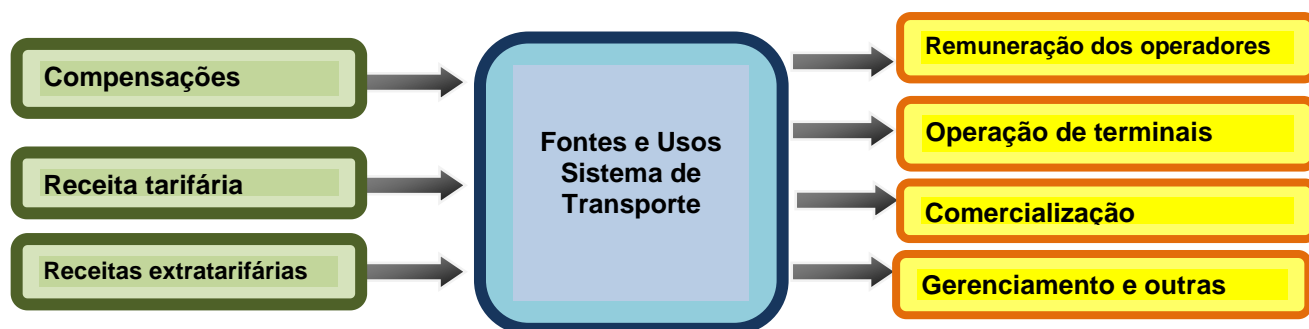 Compensações
Receita tarifária
Receitas extratarifárias
Fontes e Usos
Sistema de
Transporte
Remuneração dos operadores
Operação de terminais
Comercialização
Gerenciamento e outras